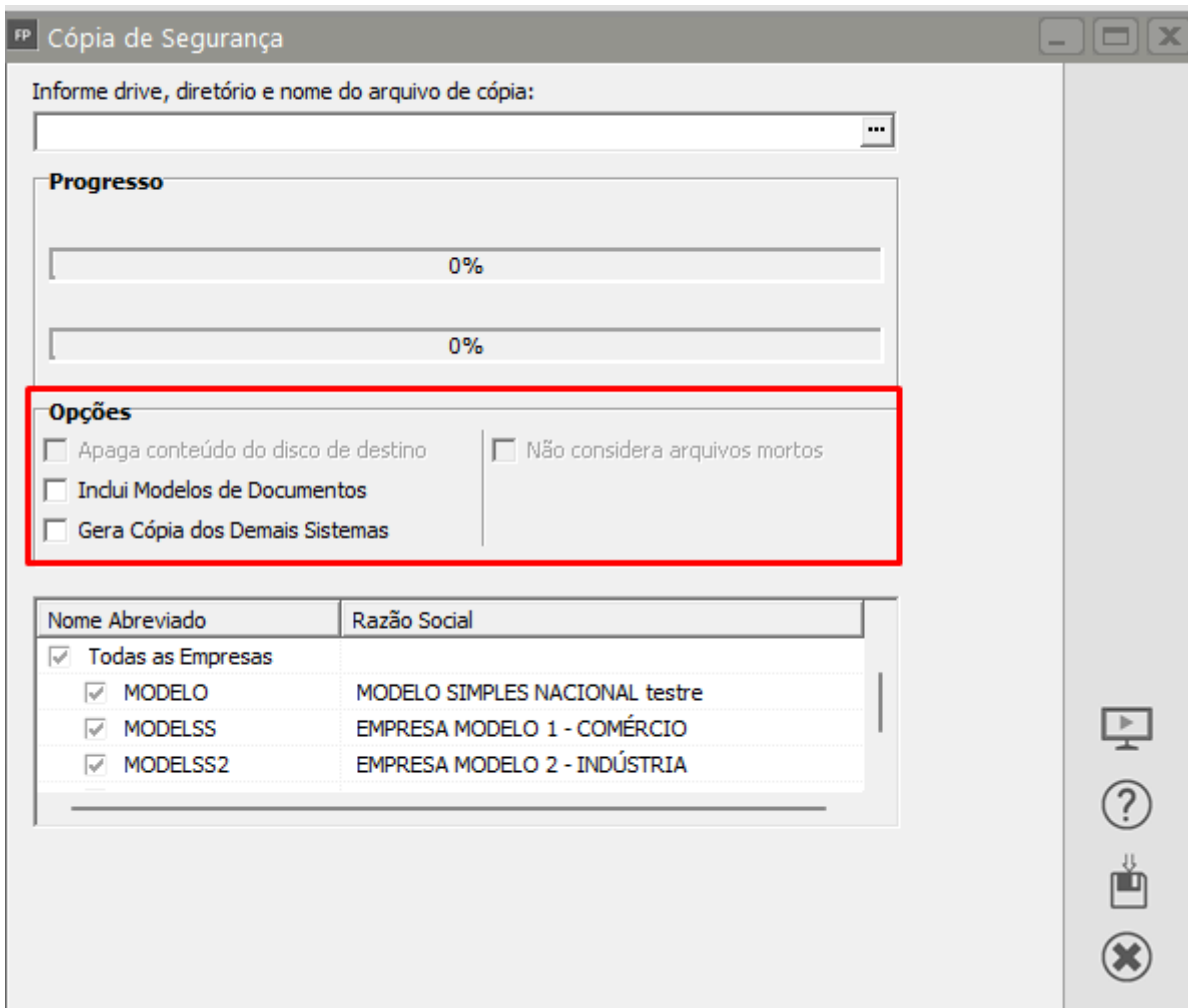 FP Cópia de Segurança
Informe drive, diretório e nome do arquivo de cópia:
...
Progresso
0%
0%
Opções
Apaga conteúdo do disco de destino Não considera arquivos mortos
Inclui Modelos de Documentos
Gera Cópia dos Demais Sistemas
Nome Abreviado Razão Social
Todas as Empresas
MODELO MODELO SIMPLES NACIONAL testre
MODELSS EMPRESA MODELO 1 - COMÉRCIO
MODELSS2 EMPRESA MODELO 2 - INDÚSTRIA
?